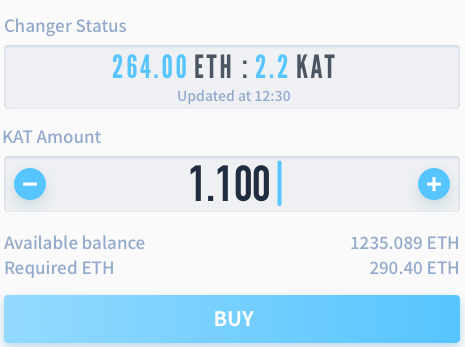 Changer Status
264.00 ETH : 2.2 KAT
Updated at 12:30
KAT Amount
1.100
Available balance 1235.089 ETH
Required ETH 290.40 ETH
BUY